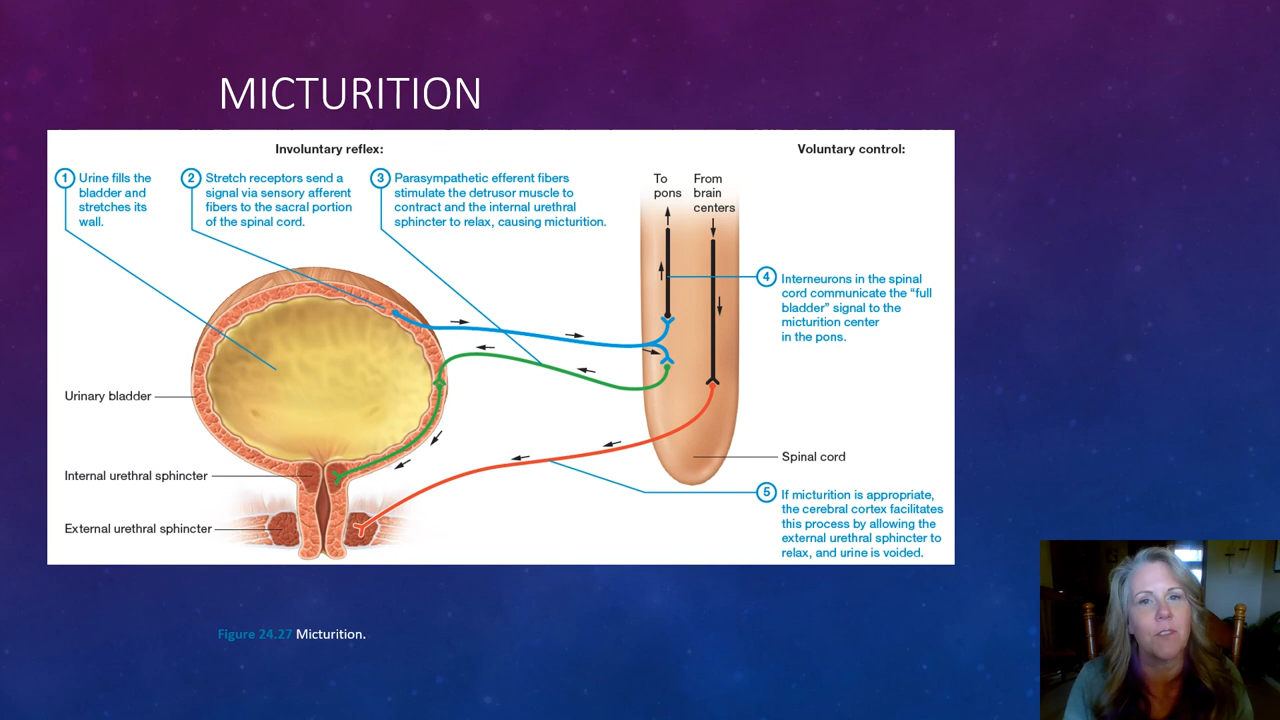 MICTURITION
Involuntary reflex:
Voluntary control:
1 Urine fills the
bladder and
stretches its
wall.
2 Stretch receptors send a
signal via sensory afferent
fibers to the sacral portion
of the spinal cord.
3 Parasympathetic efferent fibers
stimulate the detrusor muscle to
contract and the internal urethral
sphincter to relax, causing micturition.
To
pons
From
brain
centers
4 Interneurons in the spinal
cord communicate the “full
bladder” signal to the
micturition center
in the pons.
Urinary bladder
Internal urethral sphincter
External urethral sphincter
Spinal cord
5 If micturition is appropriate,
the cerebral cortex facilitates
this process by allowing the
external urethral sphincter to
relax, and urine is voided.
Figure 24.27 Micturition.